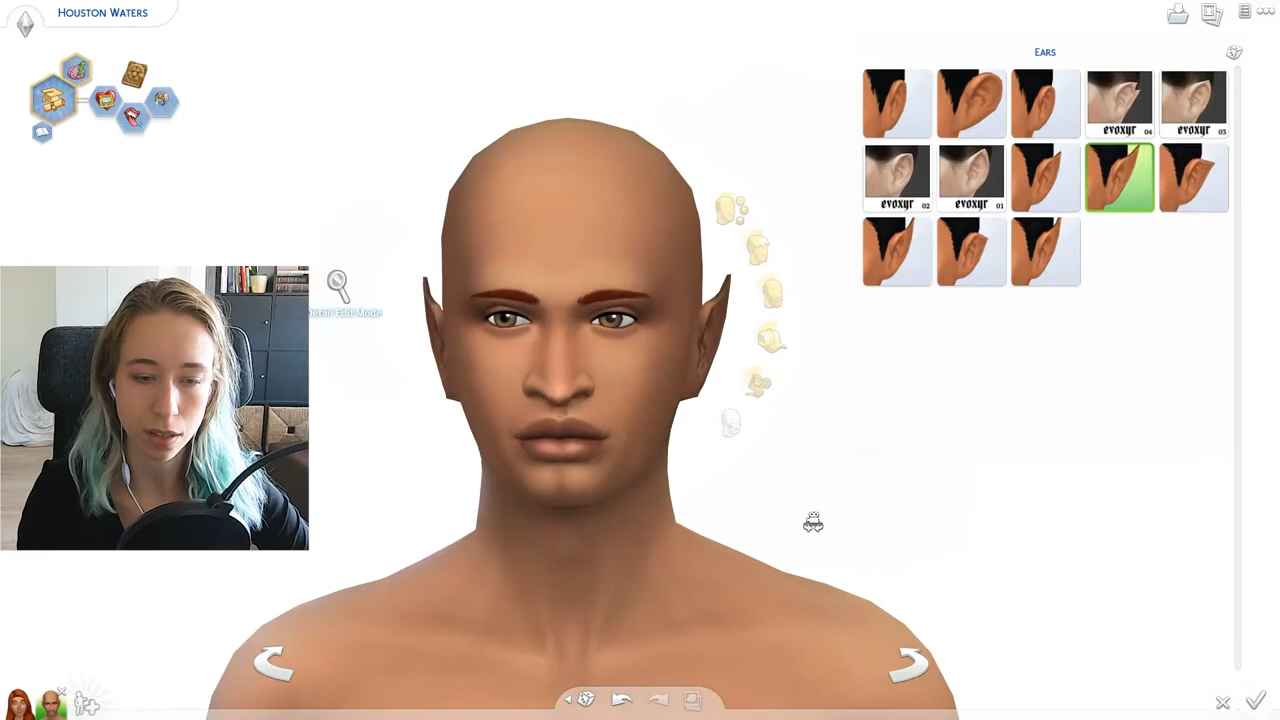 HOUSTON WATERS
EARS
evoxyr 04
evoxyr 03
evoxyr 02
evoxyr 01
Detail Edit Mode